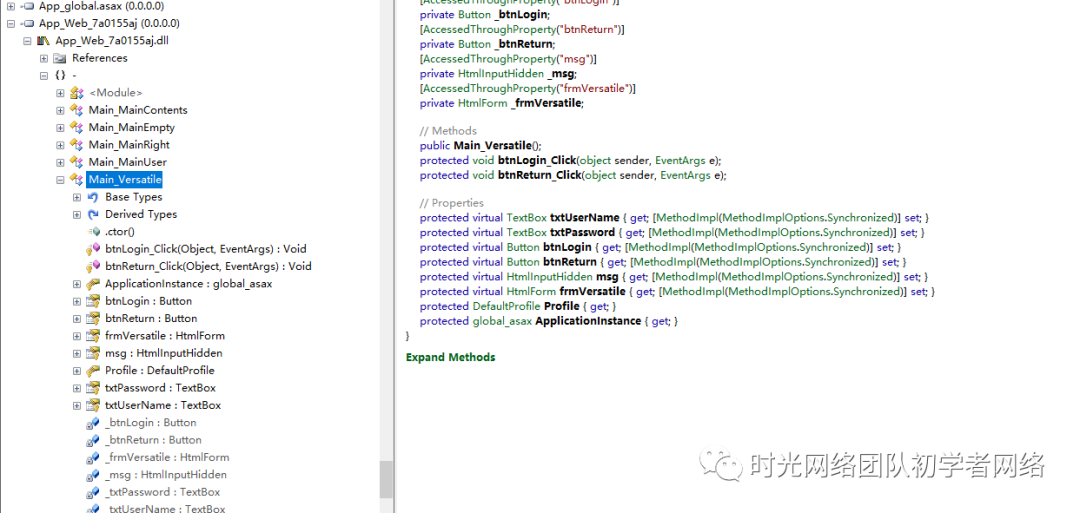 App_global.asax (0.0.0.0)
App_Web_7a0155aj (0.0.0.0)
App_Web_7a0155aj.dll
References
{} -
<Module>
Main_MainContents
Main_MainEmpty
Main_MainRight
Main_MainUser
Main_Versatile
Base Types
Derived Types
.ctor()
btnLogin_Click(Object, EventArgs) : Void
btnReturn_Click(Object, EventArgs) : Void
ApplicationInstance : global_asax
btnLogin : Button
btnReturn : Button
frmVersatile : HtmlForm
msg : HtmlInputHidden
Profile : DefaultProfile
txtPassword : TextBox
txtUserName : TextBox
_btnLogin : Button
_btnReturn : Button
_frmVersatile : HtmlForm
_msg : HtmlInputHidden
_txtPassword : TextBox
_txtUserName : TextBox
[AccessedThroughProperty("btnLogin")]
private Button _btnLogin;
[AccessedThroughProperty("btnReturn")]
private Button _btnReturn;
[AccessedThroughProperty("msg")]
private HtmlInputHidden _msg;
[AccessedThroughProperty("frmVersatile")]
private HtmlForm _frmVersatile;
// Methods
public Main_Versatile();
protected void btnLogin_Click(object sender, EventArgs e);
protected void btnReturn_Click(object sender, EventArgs e);
// Properties
protected virtual TextBox txtUserName { get; [MethodImpl(MethodImplOptions.Synchronized)] set; }
protected virtual TextBox txtPassword { get; [MethodImpl(MethodImplOptions.Synchronized)] set; }
protected virtual Button btnLogin { get; [MethodImpl(MethodImplOptions.Synchronized)] set; }
protected virtual Button btnReturn { get; [MethodImpl(MethodImplOptions.Synchronized)] set; }
protected virtual HtmlInputHidden msg { get; [MethodImpl(MethodImplOptions.Synchronized)] set; }
protected virtual HtmlForm frmVersatile { get; [MethodImpl(MethodImplOptions.Synchronized)] set; }
protected DefaultProfile Profile { get; }
protected global_asax ApplicationInstance { get; }
}
Expand Methods
时光网络团队初学者网络